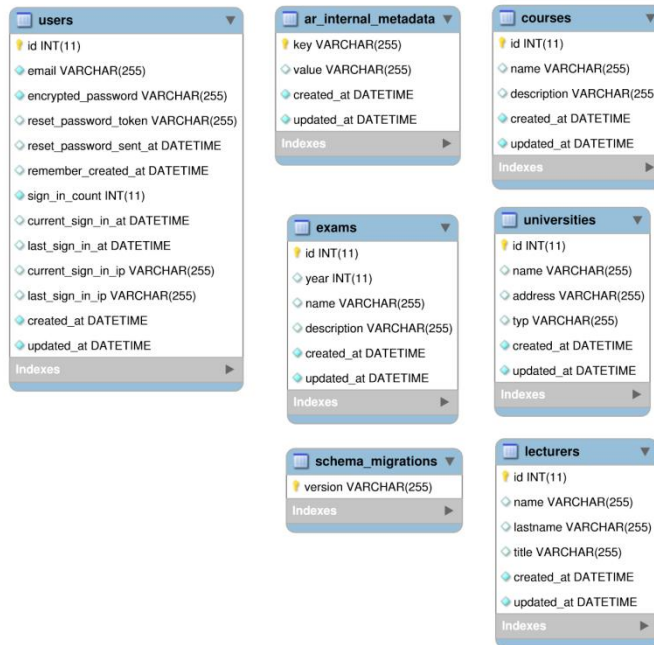 users
id INT(11)
email VARCHAR(255)
encrypted_password VARCHAR(255)
reset_password_token VARCHAR(255)
reset_password_sent_at DATETIME
remember_created_at DATETIME
sign_in_count INT(11)
current_sign_in_at DATETIME
last_sign_in_at DATETIME
current_sign_in_ip VARCHAR(255)
last_sign_in_ip VARCHAR(255)
created_at DATETIME
updated_at DATETIME
Indexes
ar_internal_metadata
key VARCHAR(255)
value VARCHAR(255)
created_at DATETIME
updated_at DATETIME
Indexes
courses
id INT(11)
name VARCHAR(255)
description VARCHAR(255
created_at DATETIME
updated_at DATETIME
Indexes
exams
id INT(11)
year INT(11)
name VARCHAR(255)
description VARCHAR(255)
created_at DATETIME
updated_at DATETIME
Indexes
universities
id INT(11)
name VARCHAR(255)
address VARCHAR(255)
typ VARCHAR(255)
created_at DATETIME
updated_at DATETIME
Indexes
schema_migrations
version VARCHAR(255)
Indexes
lecturers
id INT(11)
name VARCHAR(255)
lastname VARCHAR(255)
title VARCHAR(255)
created_at DATETIME
updated_at DATETIME
Indexes